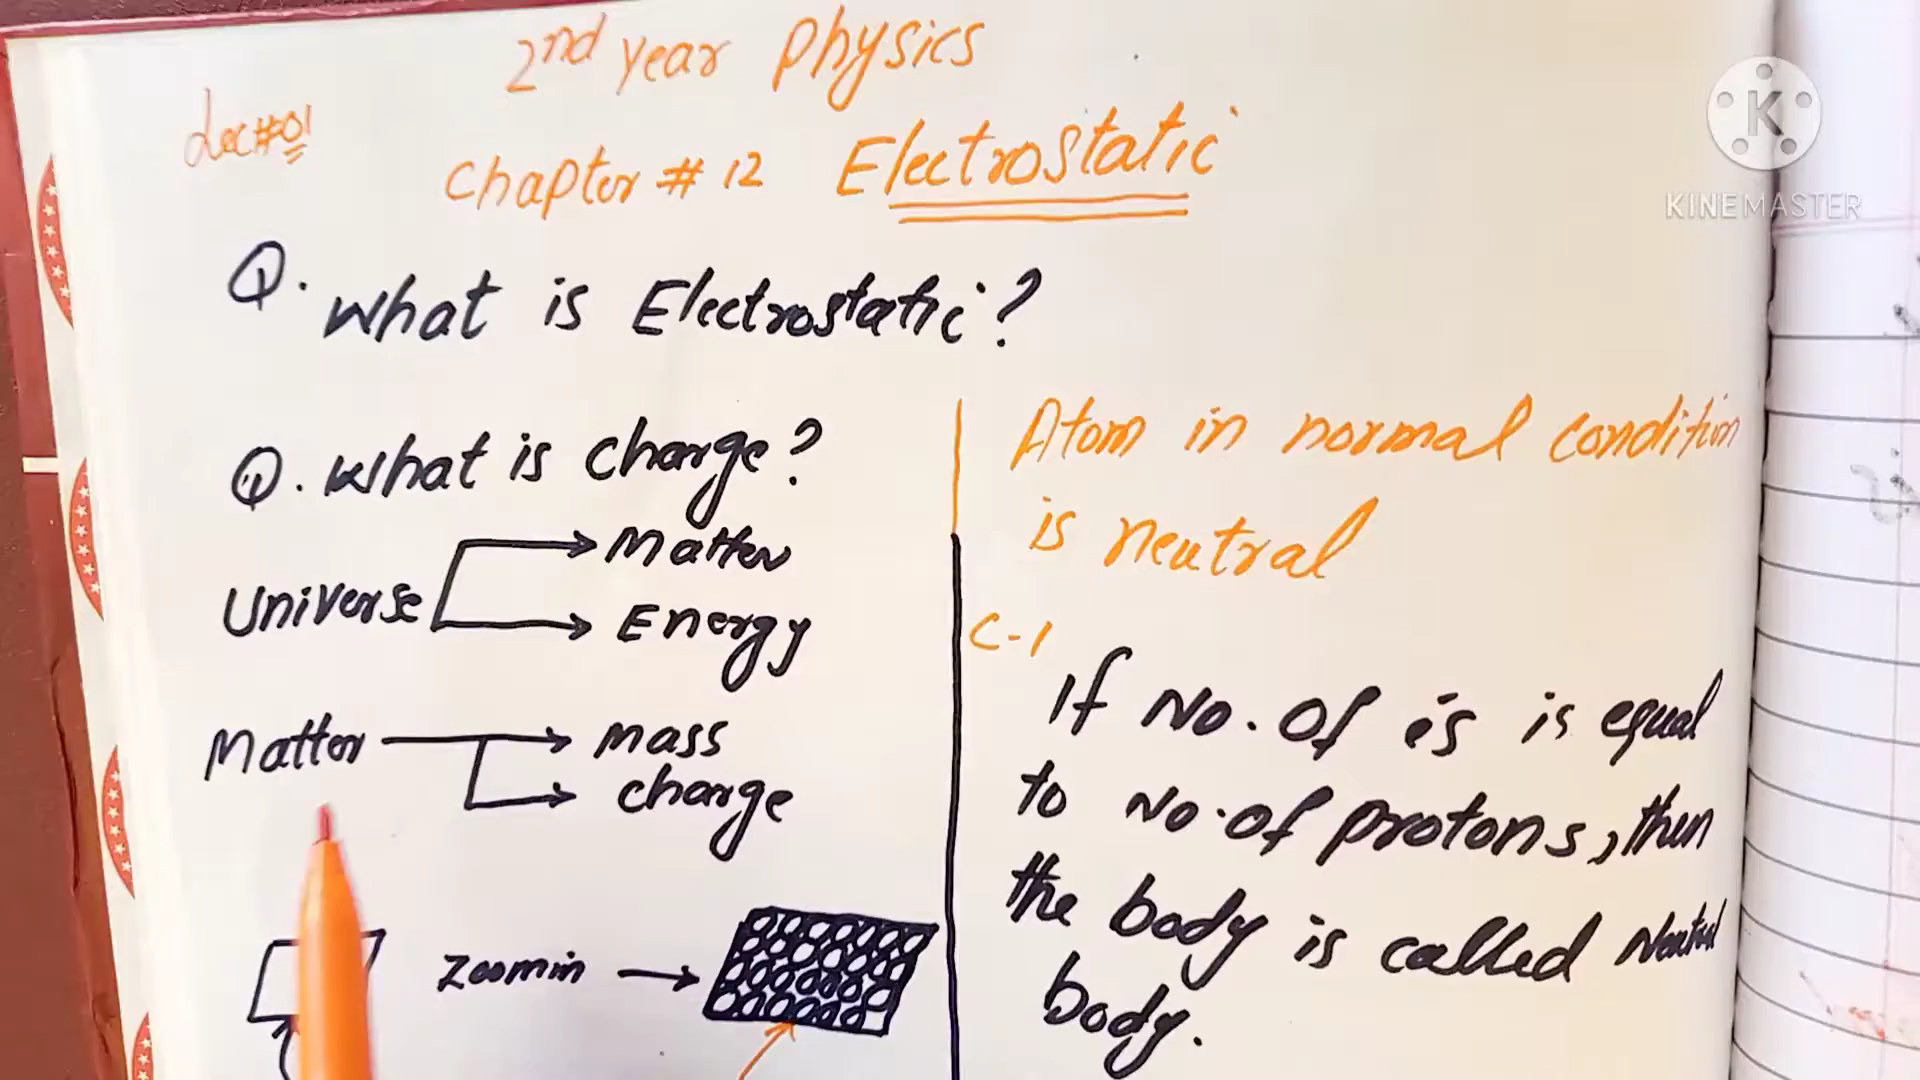 2nd year Physics
Lec#01
Chapter # 12 Electrostatic
Q. What is Electrostatic?
Q. What is charge?
Universe
Matter
Energy
Matter
mass
charge
Zoomin
Atom in normal condition
is neutral
C-1
If No. Of e's is equal
to No. of protons, then
the body is called Neutral
body.
K
KINEMASTER